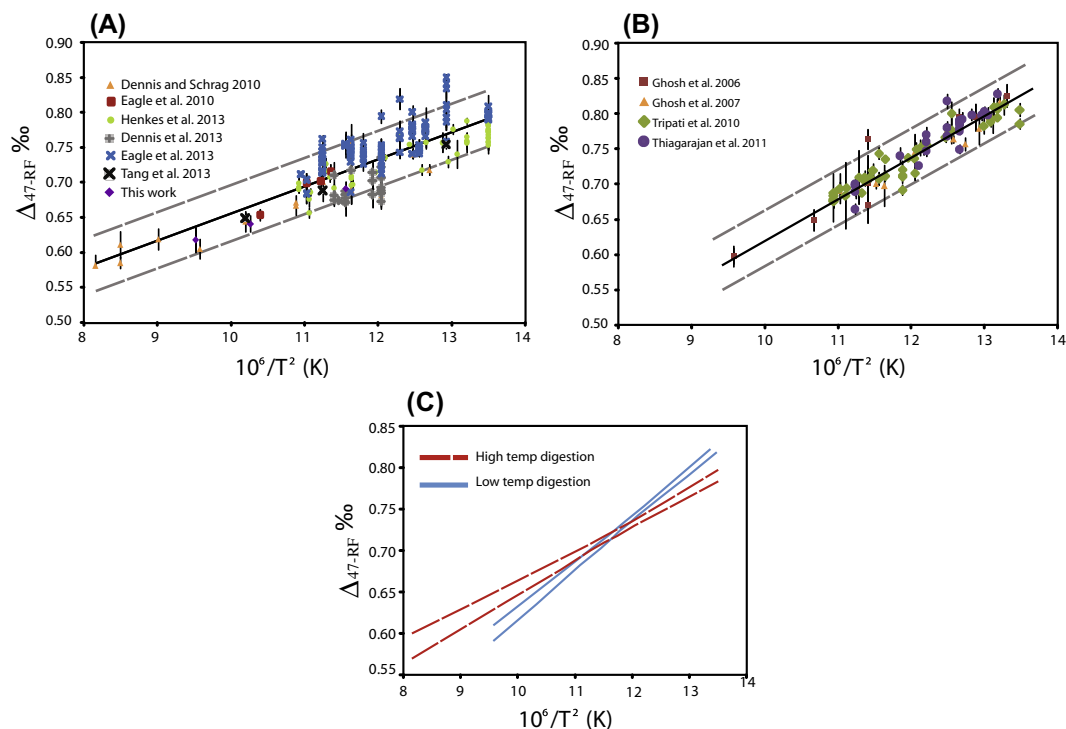 (A)
Δ47-RF ‰
0.90
0.85
0.80
0.75
0.70
0.65
0.60
0.55
0.50
Dennis and Schrag 2010
Eagle et al. 2010
Henkes et al. 2013
Dennis et al. 2013
Eagle et al. 2013
Tang et al. 2013
This work
8
9
10
11
12
13
14
10⁶/T² (K)
(B)
Δ47-RF ‰
0.90
0.85
0.80
0.75
0.70
0.65
0.60
0.55
0.50
Ghosh et al. 2006
Ghosh et al. 2007
Tripati et al. 2010
Thiagarajan et al. 2011
8
9
10
11
12
13
14
10⁶/T² (K)
(C)
Δ47-RF ‰
0.85
0.80
0.70
0.60
0.55
High temp digestion
Low temp digestion
8
9
10
11
12
13
14
10⁶/T² (K)